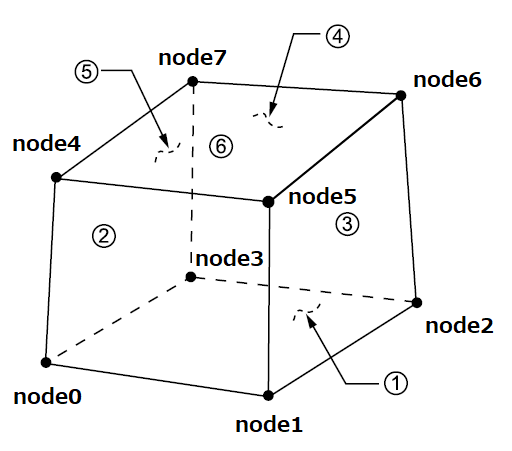 ④
node7
⑤
node6
node4
⑥
node5
③
②
node3
node2
①
node0
node1